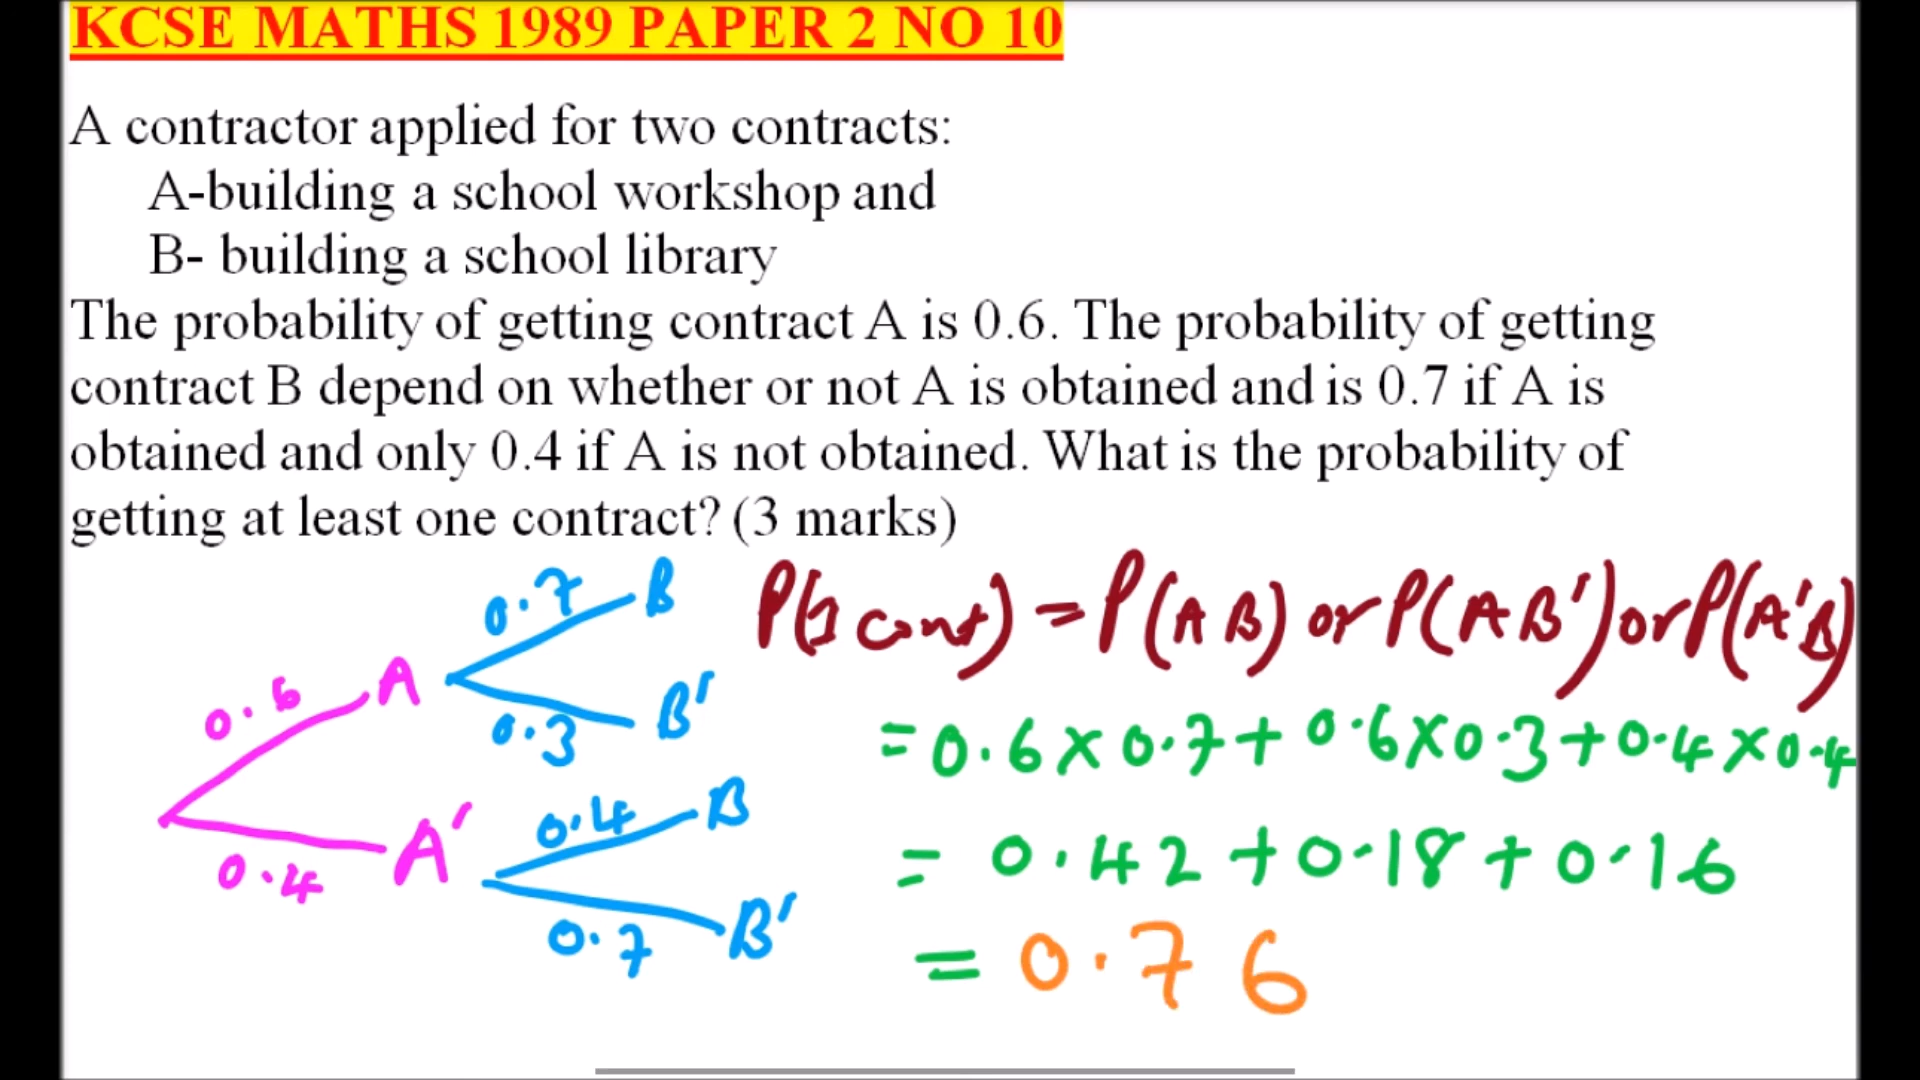 KCSE MATHS 1989 PAPER 2 NO 10
A contractor applied for two contracts:
A-building a school workshop and
B- building a school library
The probability of getting contract A is 0.6. The probability of getting
contract B depend on whether or not A is obtained and is 0.7 if A is
obtained and only 0.4 if A is not obtained. What is the probability of
getting at least one contract? (3 marks)
0.6 A
0.4 A'
0.7 B
0.3 B'
0.4 B
0.7 B'
P(1 cont) = P(AB) or P(AB') or P(A'B)
= 0.6 × 0.7 + 0.6 × 0.3 + 0.4 × 0.4
= 0.42 + 0.18 + 0.16
= 0.76